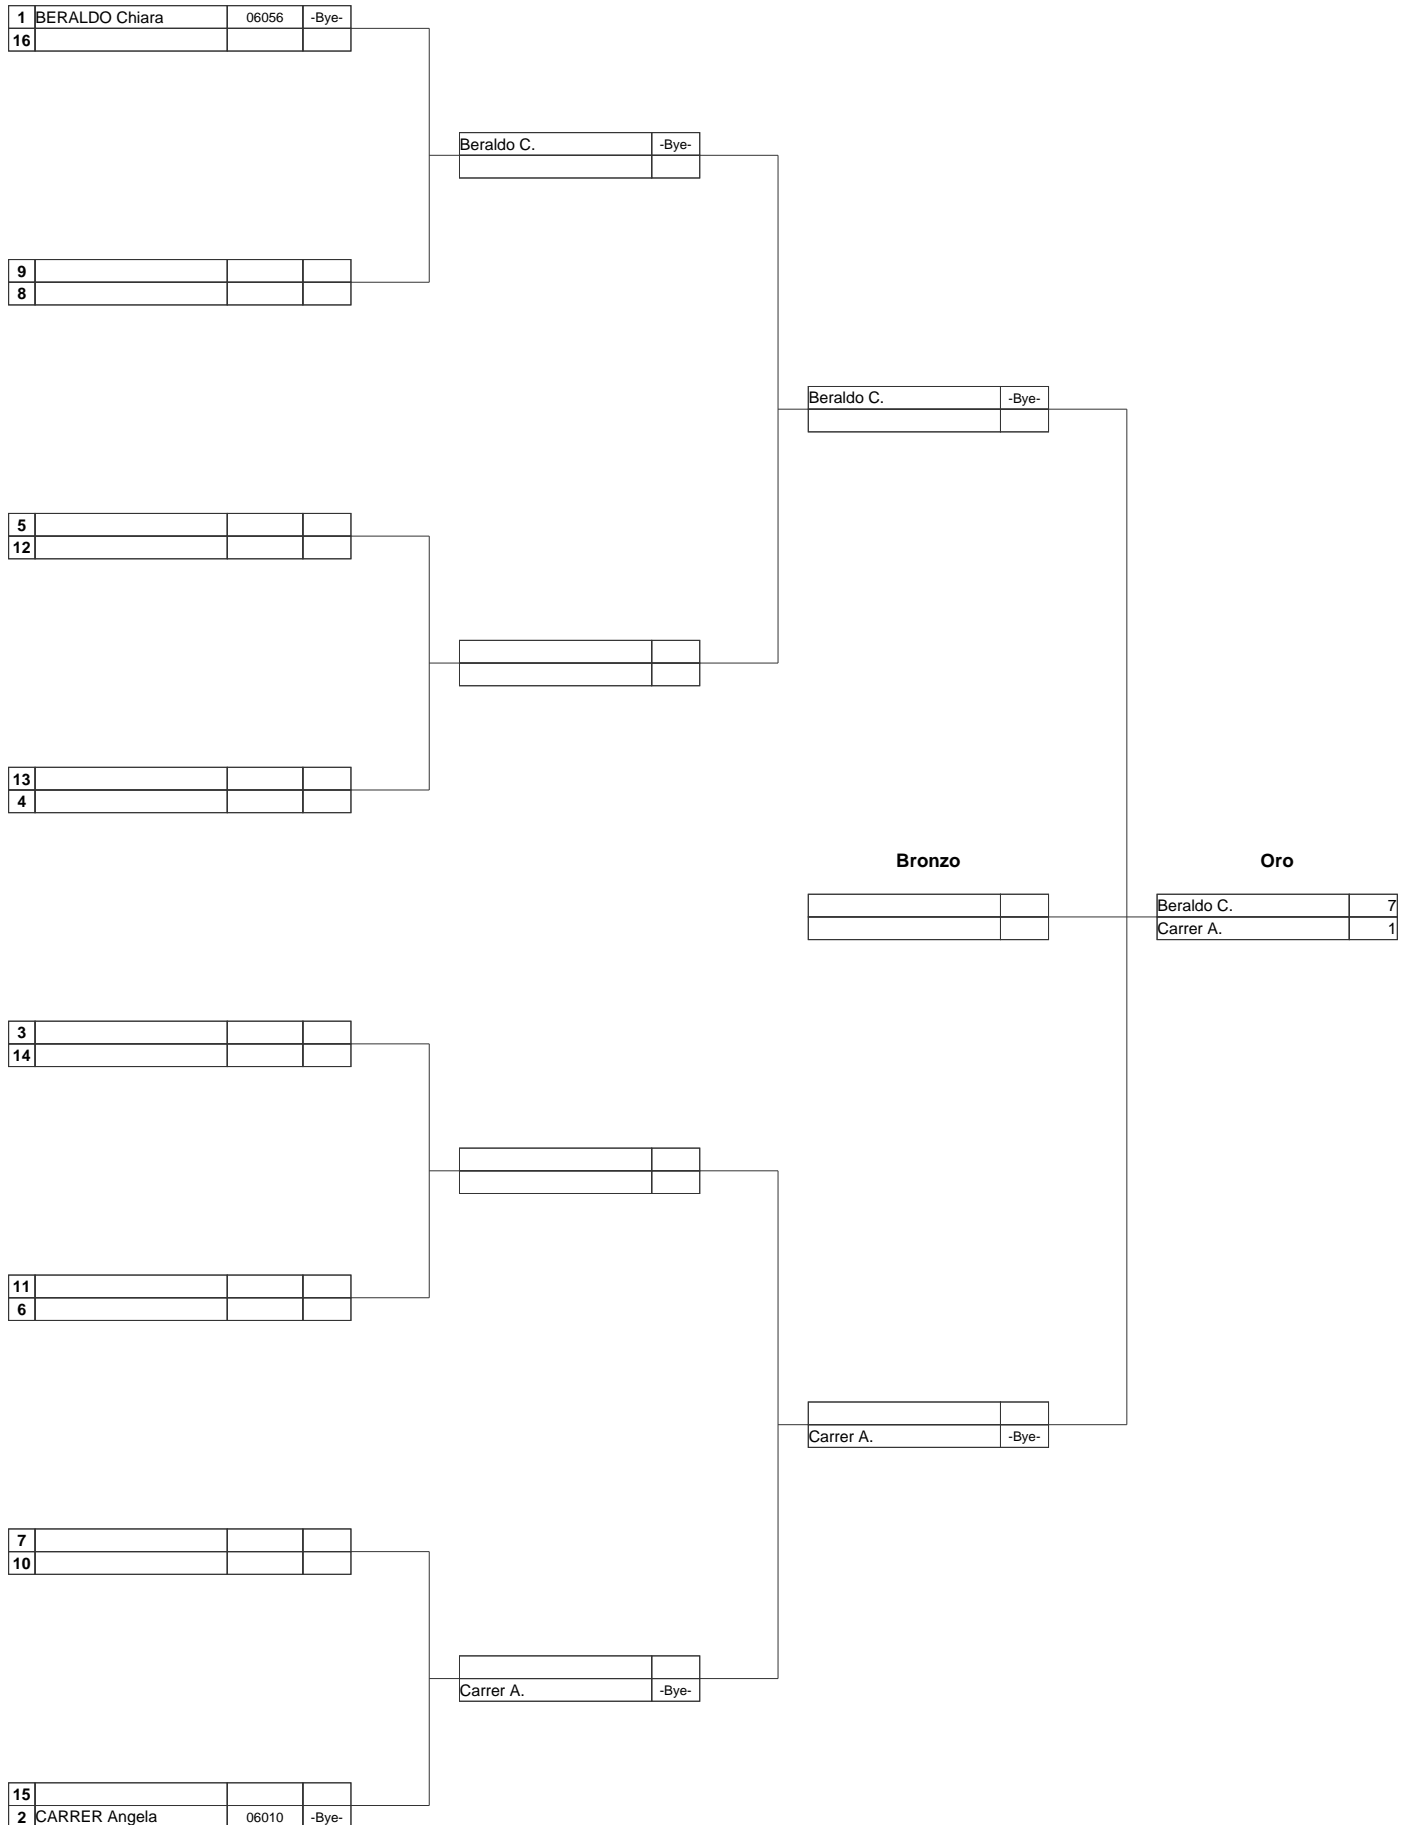 1 BERALDO Chiara 06056 -Bye-
16
Beraldo C. -Bye-
9
8
Beraldo C. -Bye-
5
12
13
4
Bronzo Oro
Beraldo C. 7
Carrer A. 1
3
14
11
6
Carrer A. -Bye-
7
10
Carrer A. -Bye-
15
2 CARRER Angela 06010 -Bye-